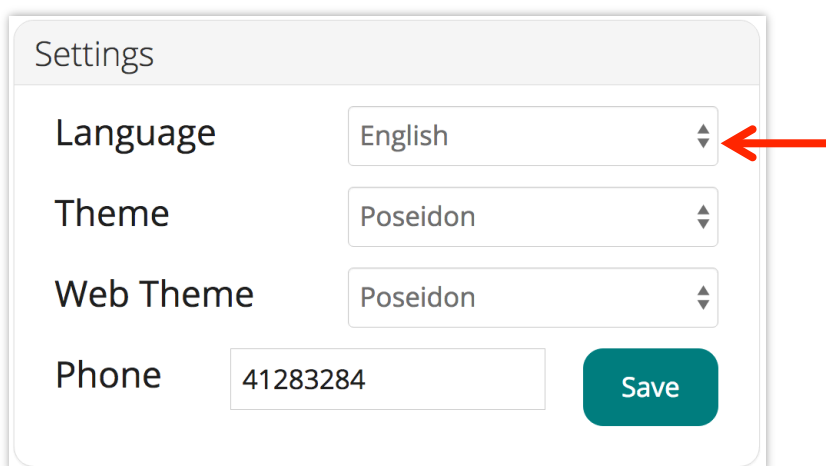 Settings
Language English
Theme Poseidon
Web Theme Poseidon
Phone 41283284 Save